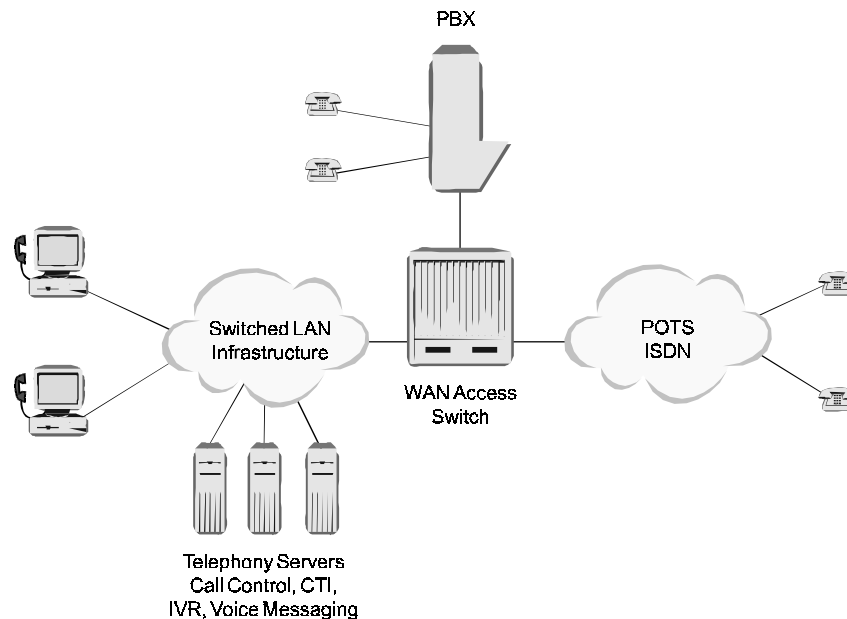 PBX
Switched LAN
Infrastructure
POTS
ISDN
WAN Access
Switch
Telephony Servers
Call Control, CTI,
IVR, Voice Messaging